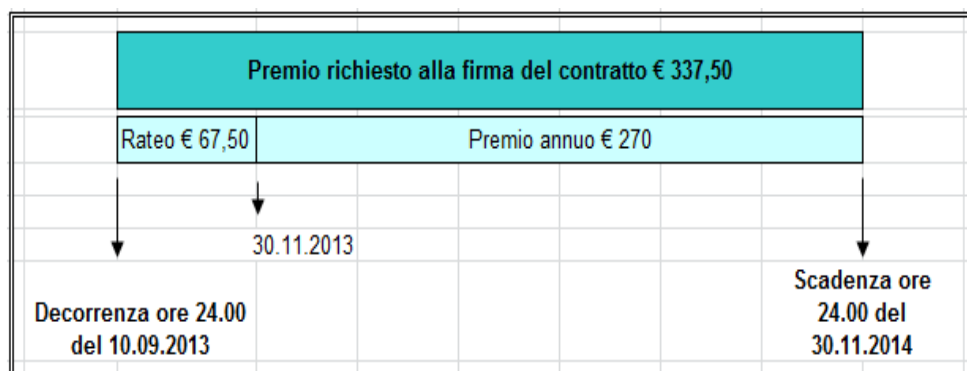 Premio richiesto alla firma del contratto € 337,50
Rateo € 67,50
Premio annuo € 270
30.11.2013
Decorrenza ore 24.00
del 10.09.2013
Scadenza ore
24.00 del
30.11.2014